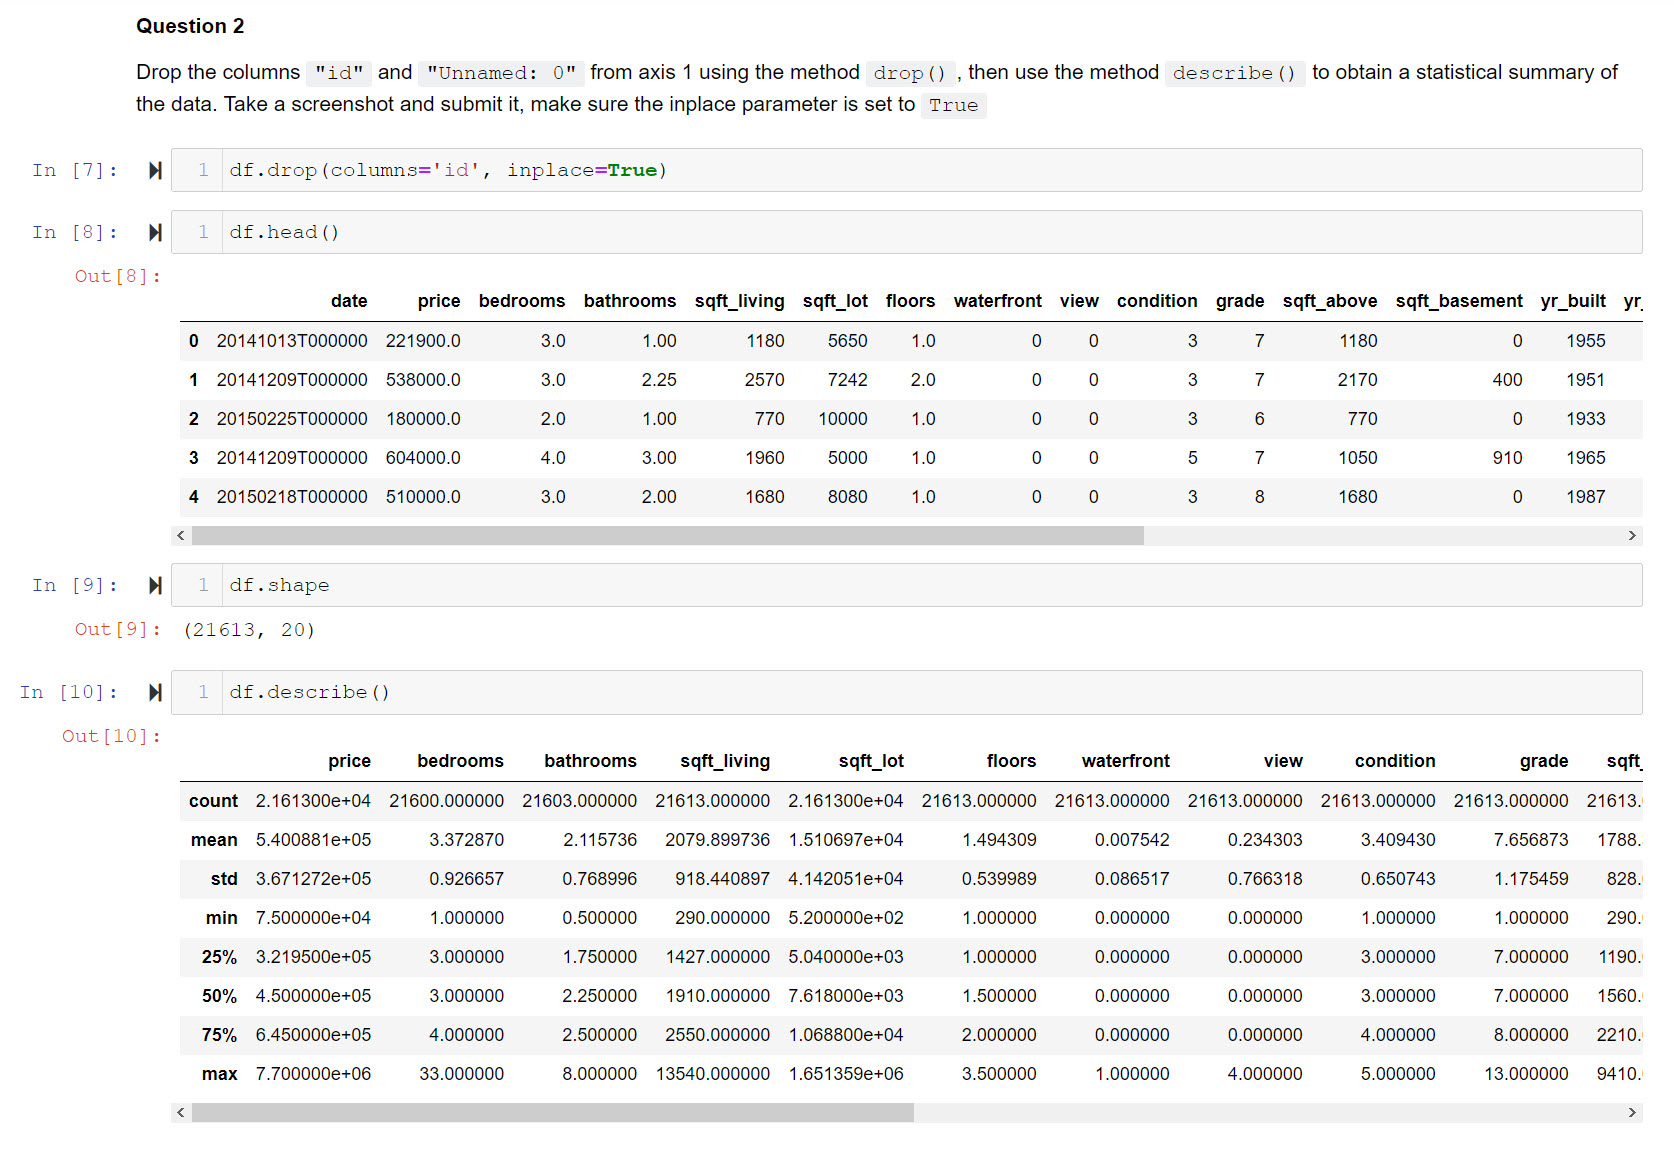 Question 2
Drop the columns "id" and "Unnamed: 0" from axis 1 using the method drop() , then use the method describe() to obtain a statistical summary of
the data. Take a screenshot and submit it, make sure the inplace parameter is set to True
In [7]: 1 df.drop(columns='id', inplace=True)
In [8]: 1 df.head()
Out[8]:
date price bedrooms bathrooms sqft_living sqft_lot floors waterfront view condition grade sqft_above sqft_basement yr_built yr_
0 20141013T000000 221900.0 3.0 1.00 1180 5650 1.0 0 0 3 7 1180 0 1955
1 20141209T000000 538000.0 3.0 2.25 2570 7242 2.0 0 0 3 7 2170 400 1951
2 20150225T000000 180000.0 2.0 1.00 770 10000 1.0 0 0 3 6 770 0 1933
3 20141209T000000 604000.0 4.0 3.00 1960 5000 1.0 0 0 5 7 1050 910 1965
4 20150218T000000 510000.0 3.0 2.00 1680 8080 1.0 0 0 3 8 1680 0 1987
In [9]: 1 df.shape
Out[9]: (21613, 20)
In [10]: 1 df.describe()
Out[10]:
price bedrooms bathrooms sqft_living sqft_lot floors waterfront view condition grade sqft_
count 2.161300e+04 21600.000000 21603.000000 21613.000000 2.161300e+04 21613.000000 21613.000000 21613.000000 21613.000000 21613.000000 21613.
mean 5.400881e+05 3.372870 2.115736 2079.899736 1.510697e+04 1.494309 0.007542 0.234303 3.409430 7.656873 1788.
std 3.671272e+05 0.926657 0.768996 918.440897 4.142051e+04 0.539989 0.086517 0.766318 0.650743 1.175459 828.
min 7.500000e+04 1.000000 0.500000 290.000000 5.200000e+02 1.000000 0.000000 0.000000 1.000000 1.000000 290.
25% 3.219500e+05 3.000000 1.750000 1427.000000 5.040000e+03 1.000000 0.000000 0.000000 3.000000 7.000000 1190.
50% 4.500000e+05 3.000000 2.250000 1910.000000 7.618000e+03 1.500000 0.000000 0.000000 3.000000 7.000000 1560.
75% 6.450000e+05 4.000000 2.500000 2550.000000 1.068800e+04 2.000000 0.000000 0.000000 4.000000 8.000000 2210.
max 7.700000e+06 33.000000 8.000000 13540.000000 1.651359e+06 3.500000 1.000000 4.000000 5.000000 13.000000 9410.